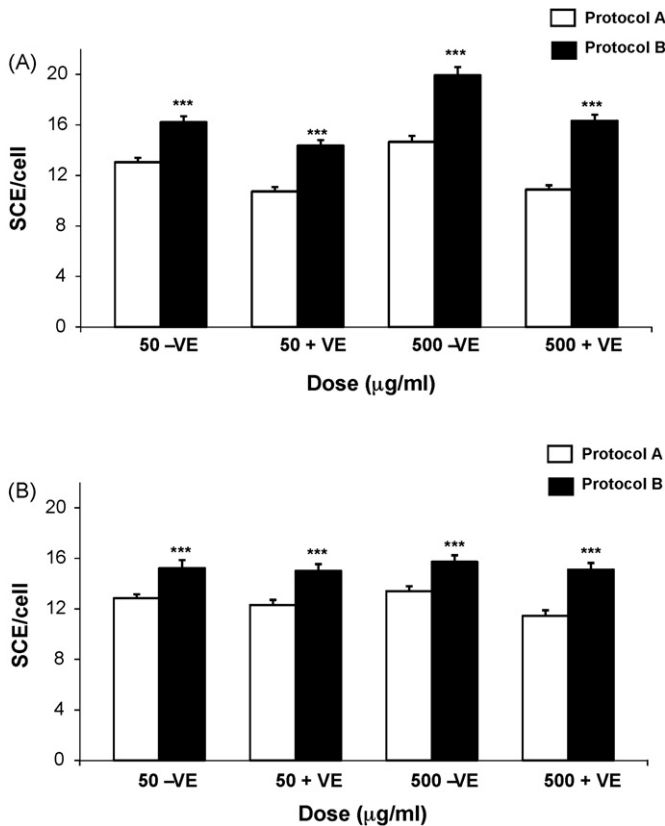 Protocol A
Protocol B
(A)
20
16
12
8
4
0
SCE/cell
***
***
***
***
50 –VE
50 + VE
500 –VE
500 + VE
Dose (μg/ml)
Protocol A
Protocol B
(B)
20
16
12
8
4
0
SCE/cell
***
***
***
***
50 –VE
50 + VE
500 –VE
500 + VE
Dose (μg/ml)